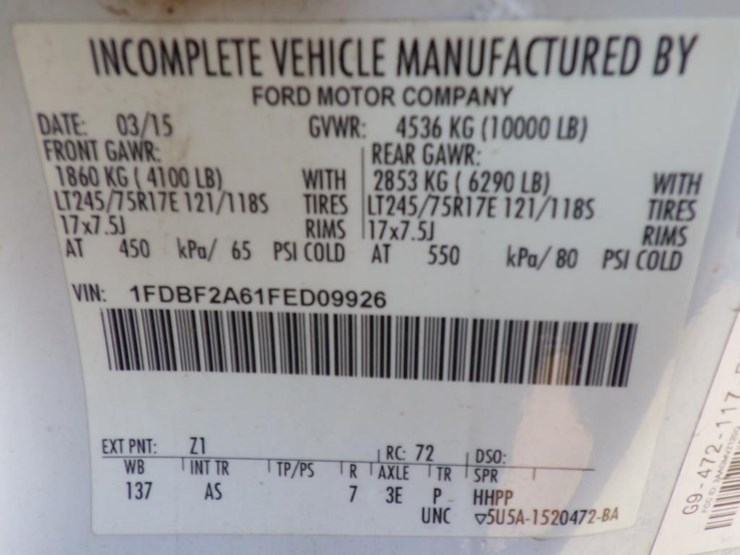 INCOMPLETE VEHICLE MANUFACTURED BY
FORD MOTOR COMPANY
DATE: 03/15 GVWR: 4536 KG (10000 LB)
FRONT GAWR: REAR GAWR:
1860 KG ( 4100 LB) WITH 2853 KG ( 6290 LB) WITH
LT245/75R17E 121/118S TIRES LT245/75R17E 121/118S TIRES
17x7.5J RIMS 17x7.5J RIMS
AT 450 kPa/ 65 PSI COLD AT 550 kPa/ 80 PSI COLD
VIN: 1FDBF2A61FED09926
EXT PNT: Z1 RC: 72 DSO:
WB INT TR TP/PS R AXLE TR SPR
137 AS 7 3E P HHPP
UNC ▽5U5A-1520472-BA
G9-472-117